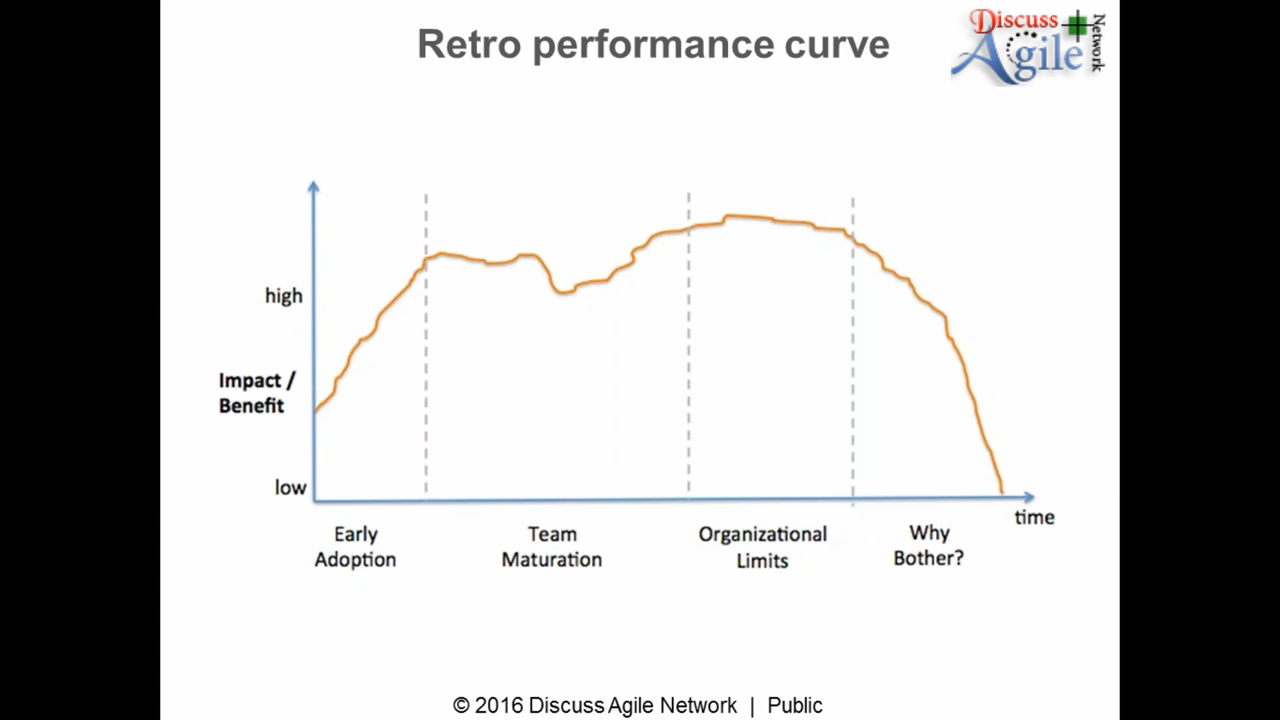 Retro performance curve
Discuss
Agile
Network
high
Impact /
Benefit
low
time
Early
Adoption
Team
Maturation
Organizational
Limits
Why
Bother?
© 2016 Discuss Agile Network | Public